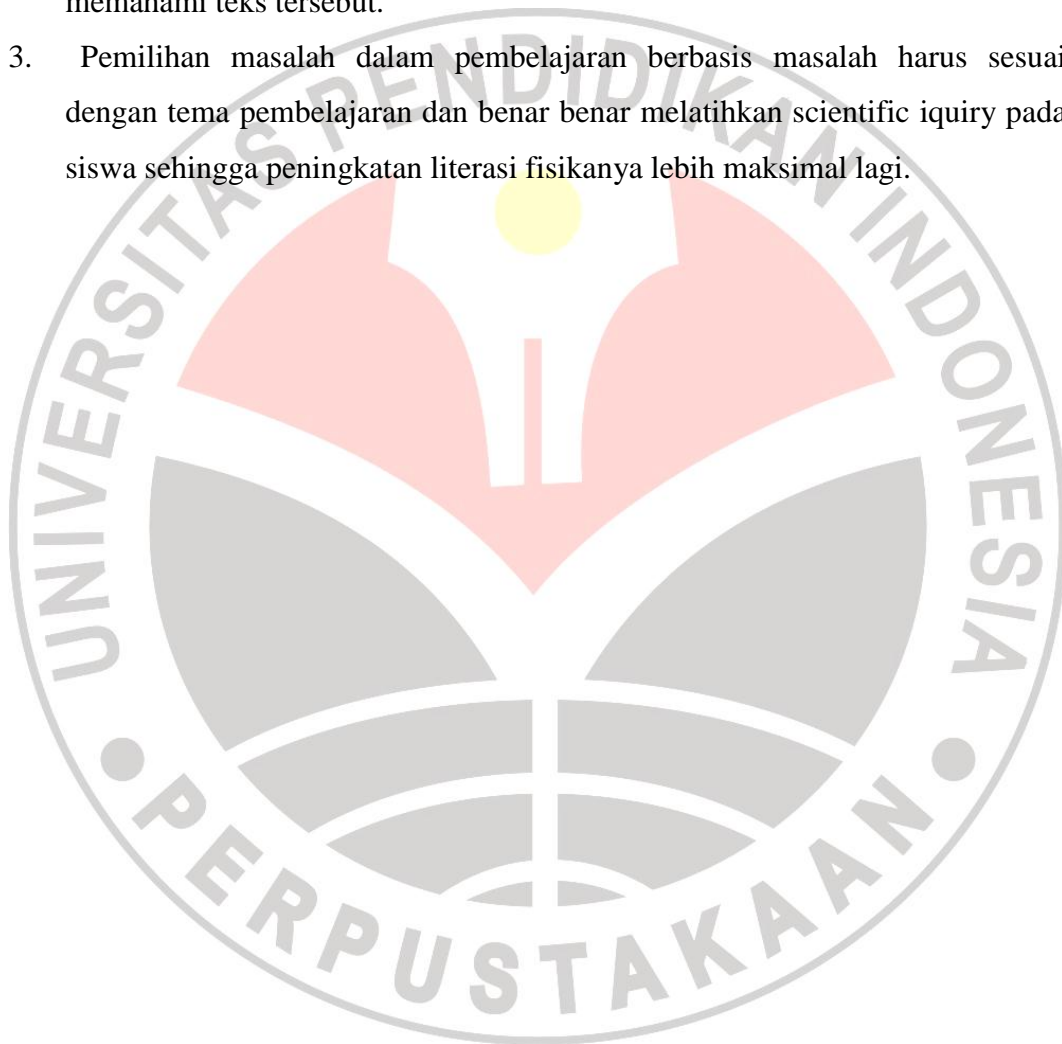 memahami teks tersebut.
3. Pemilihan masalah dalam pembelajaran berbasis masalah harus sesuai
dengan tema pembelajaran dan benar benar melatihkan scientific iquiry pada
siswa sehingga peningkatan literasi fisikanya lebih maksimal lagi.
UNIVERSITAS PENDIDIKAN INDONESIA
PERPUSTAKAAN